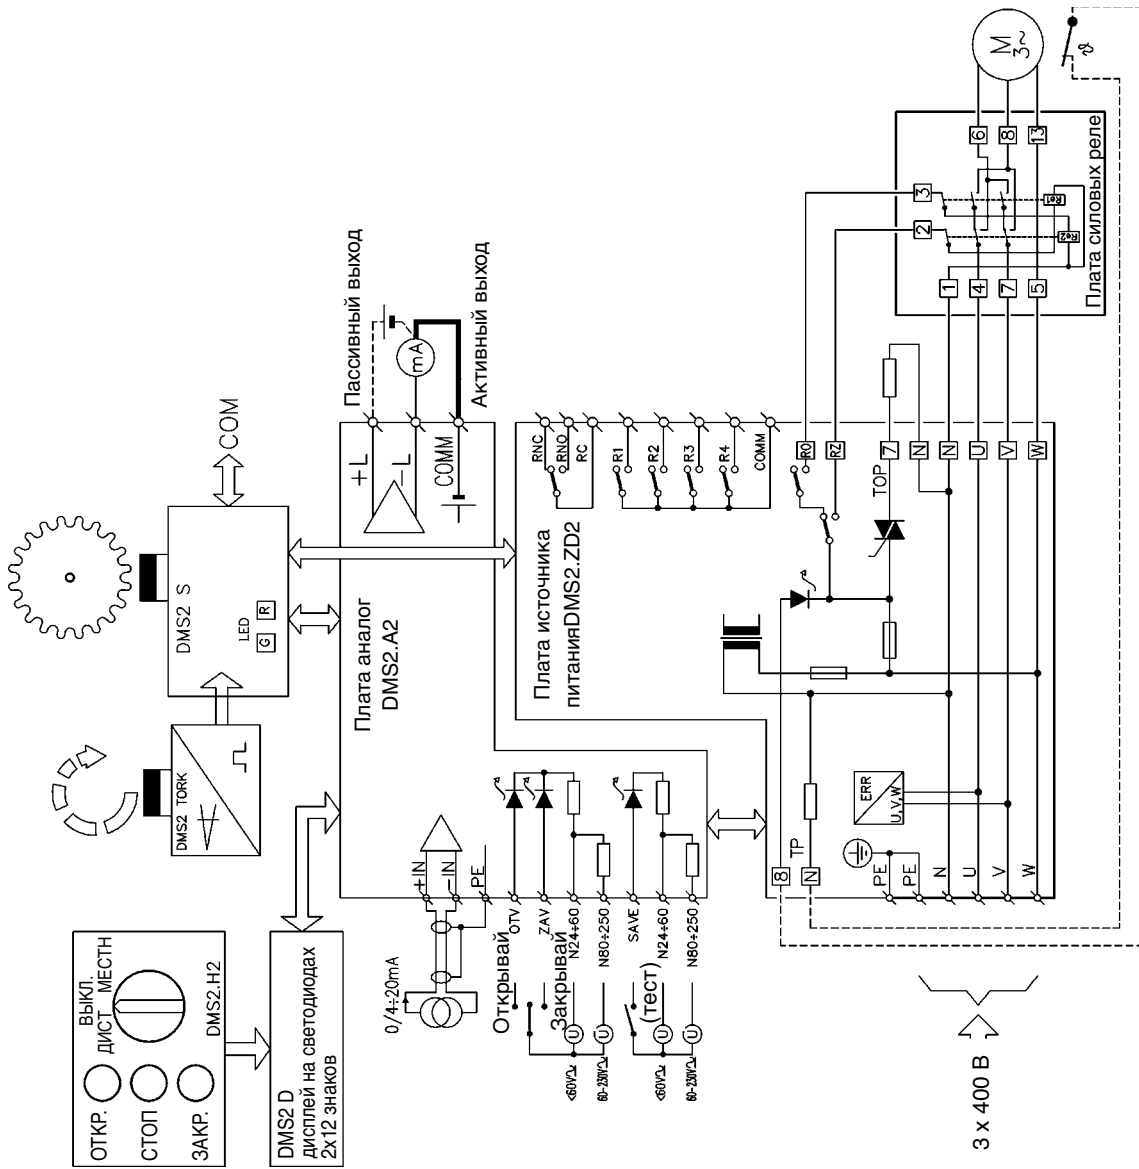 ОТКР.
СТОП
ЗАКР.
ВЫКЛ.
ДИСТ
МЕСТН
DMS2.H2
DMS2 D
дисплей на светодиодах
2x12 знаков
DMS2 TORK
DMS2 S
LED
G
R
COM
Плата аналог
DMS2.A2
+L
−L
COMM
mA
Пассивный выход
Активный выход
0/4÷20mA
+IN
−IN
PE
Открывай
OTV
Закрывай
ZAV
N24÷60
N80÷250
<60V
60-230V
U
U
(тест)
SAVE
N24÷60
N80÷250
<60V
60-230V
U
U
Плата источника
питанияDMS2.ZD2
RNC
RNO
RC
R1
R2
R3
R4
COMM
RO
RZ
7
TOP
N
N
U
V
W
8
TP
N
PE
PE
N
U
V
W
ERR
U,V,W
3 x 400 В
Плата силовых реле
1
4
7
5
2
3
6
8
13
Re1
Re2
M
3~
ϑ